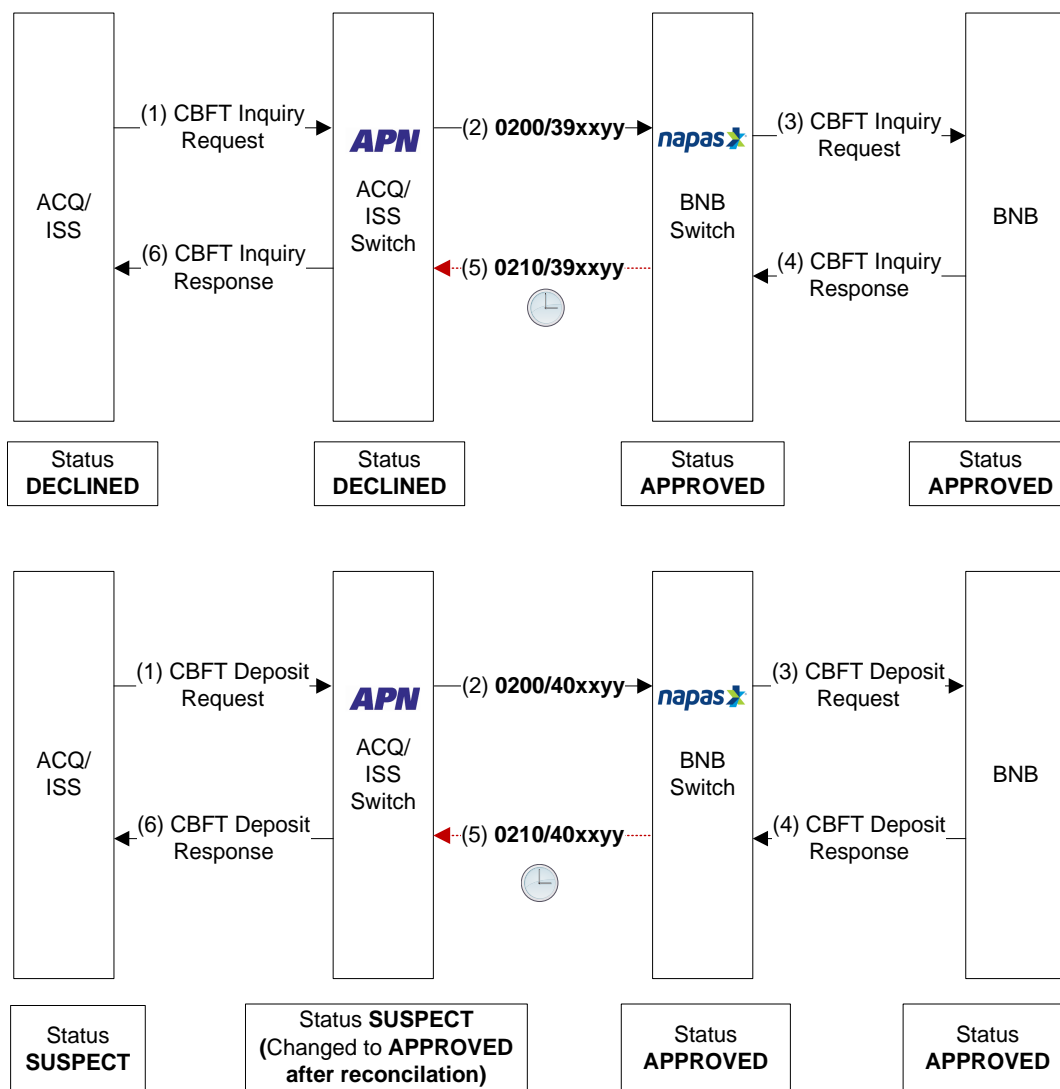 (1) CBFT Inquiry
Request
(2) 0200/39xxyy
(3) CBFT Inquiry
Request
APN
napas
ACQ/
ISS
ACQ/
ISS
Switch
BNB
Switch
BNB
(6) CBFT Inquiry
Response
(5) 0210/39xxyy
(4) CBFT Inquiry
Response
Status
DECLINED
Status
DECLINED
Status
APPROVED
Status
APPROVED
(1) CBFT Deposit
Request
(2) 0200/40xxyy
(3) CBFT Deposit
Request
APN
napas
ACQ/
ISS
ACQ/
ISS
Switch
BNB
Switch
BNB
(6) CBFT Deposit
Response
(5) 0210/40xxyy
(4) CBFT Deposit
Response
Status
SUSPECT
Status SUSPECT
(Changed to APPROVED
after reconcilation)
Status
APPROVED
Status
APPROVED